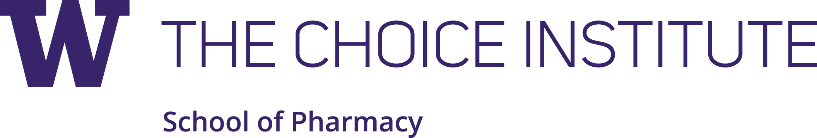 W THE CHOICE INSTITUTE
School of Pharmacy